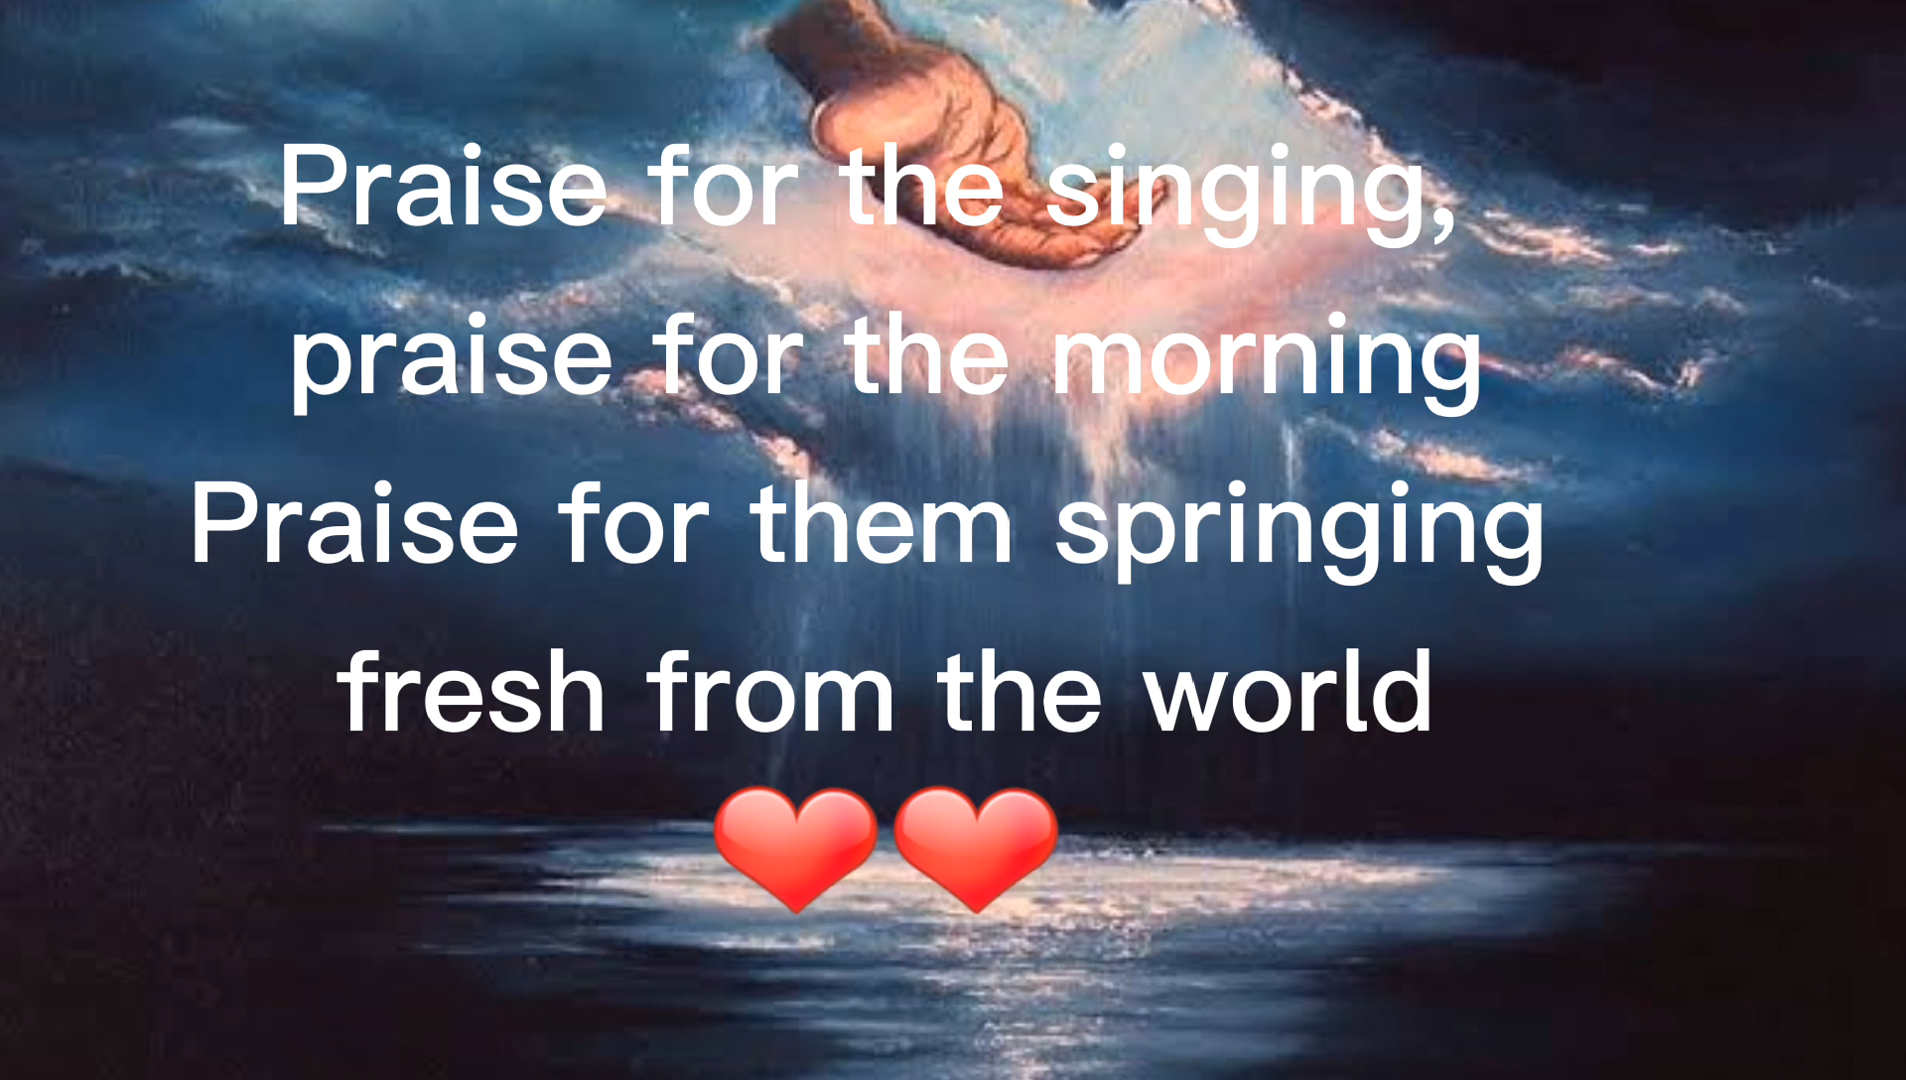 Praise for the singing,
praise for the morning
Praise for them springing
fresh from the world
❤️❤️